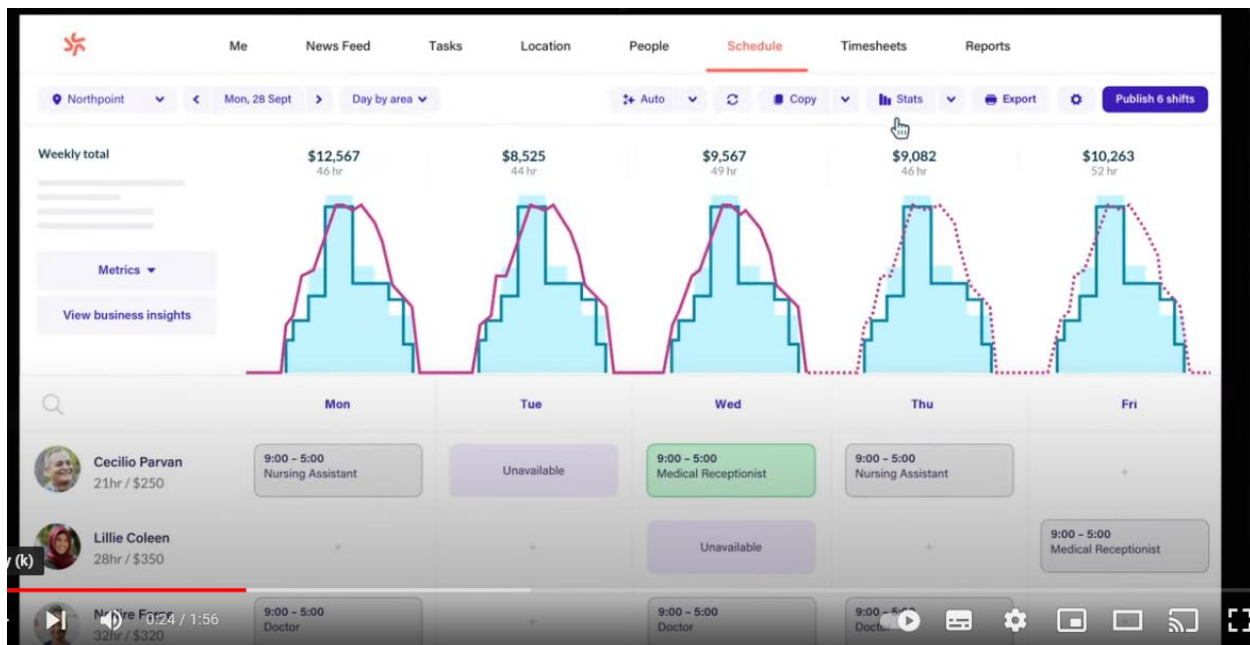 Me News Feed Tasks Location People Schedule Timesheets Reports
Northpoint Mon, 28 Sept Day by area Auto Copy Stats Export Publish 6 shifts
Weekly total $12,567 $8,525 $9,567 $9,082 $10,263
46 hr 44 hr 49 hr 46 hr 52 hr
Metrics
View business insights
Mon Tue Wed Thu Fri
9:00 – 5:00 9:00 – 5:00 9:00 – 5:00
Cecilio Parvan Nursing Assistant Unavailable Medical Receptionist Nursing Assistant
21hr / $250
Lillie Coleen 9:00 – 5:00
28hr / $350 Unavailable Medical Receptionist
(k)
9:00 – 5:00 9:00 – 5:00 9:00 –
0:24 / 1:56
Doctor Doctor
32hr / $320